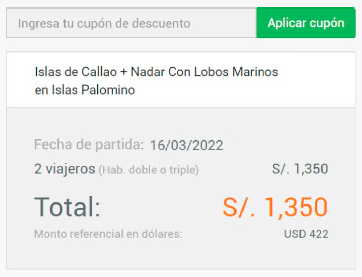 Ingresa tu cupón de descuento Aplicar cupón
Islas de Callao + Nadar Con Lobos Marinos
en Islas Palomino
Fecha de partida: 16/03/2022
2 viajeros (Hab. doble o triple) S/. 1,350
Total: S/. 1,350
Monto referencial en dólares: USD 422